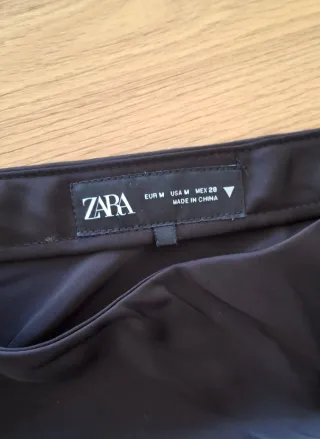 ZARA
EUR M USA M MEX 28
MADE IN CHINA